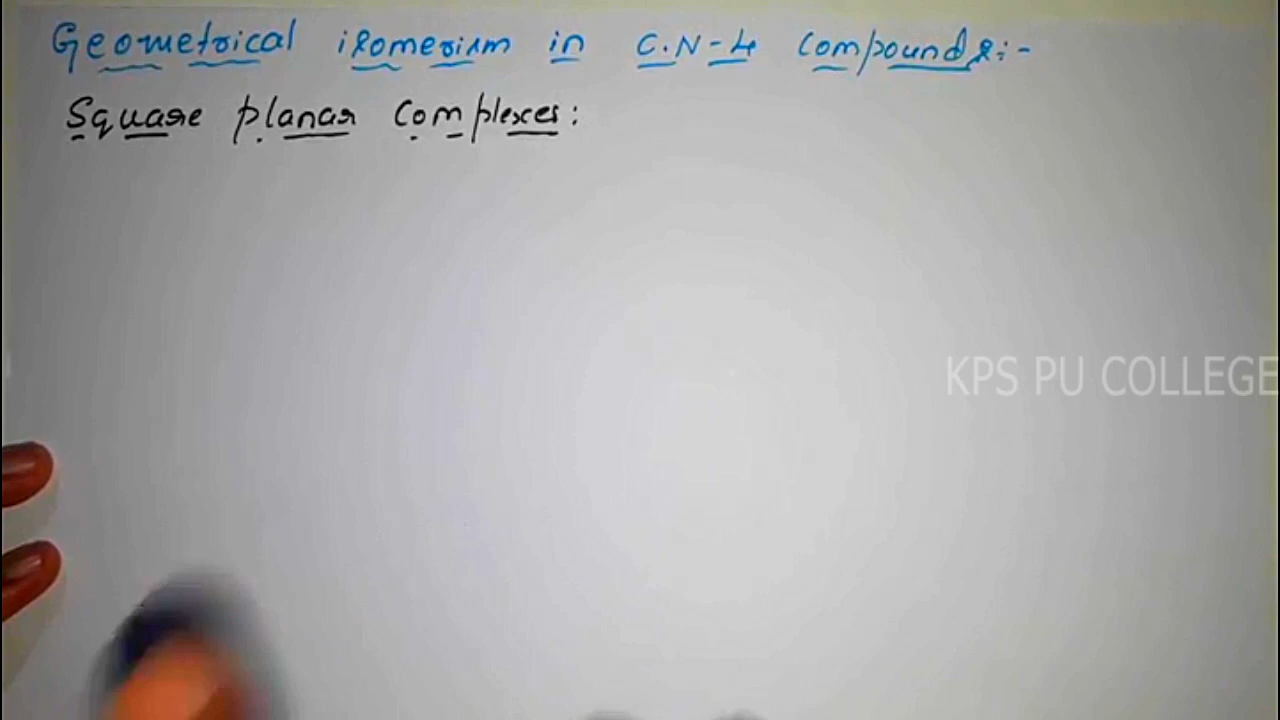 Geometrical isomerism in C.N-4 Compounds:-
Square planar Complexes:
KPS PU COLLEGE